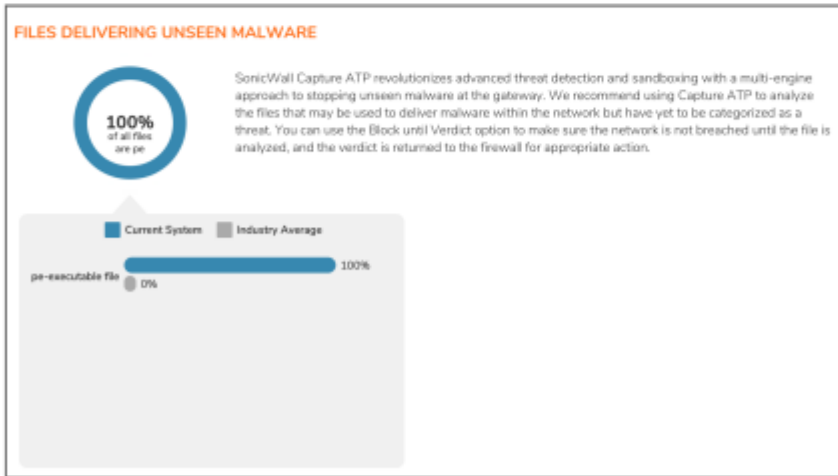 FILES DELIVERING UNSEEN MALWARE
100%
of all files
are pe
SonicWall Capture ATP revolutionizes advanced threat detection and sandboxing with a multi-engine
approach to stopping unseen malware at the gateway. We recommend using Capture ATP to analyze
the files that may be used to deliver malware within the network but have yet to be categorized as a
threat. You can use the Block until Verdict option to make sure the network is not breached until the file is
analyzed, and the verdict is returned to the firewall for appropriate action.
Current System Industry Average
pe-executable file
100%
0%